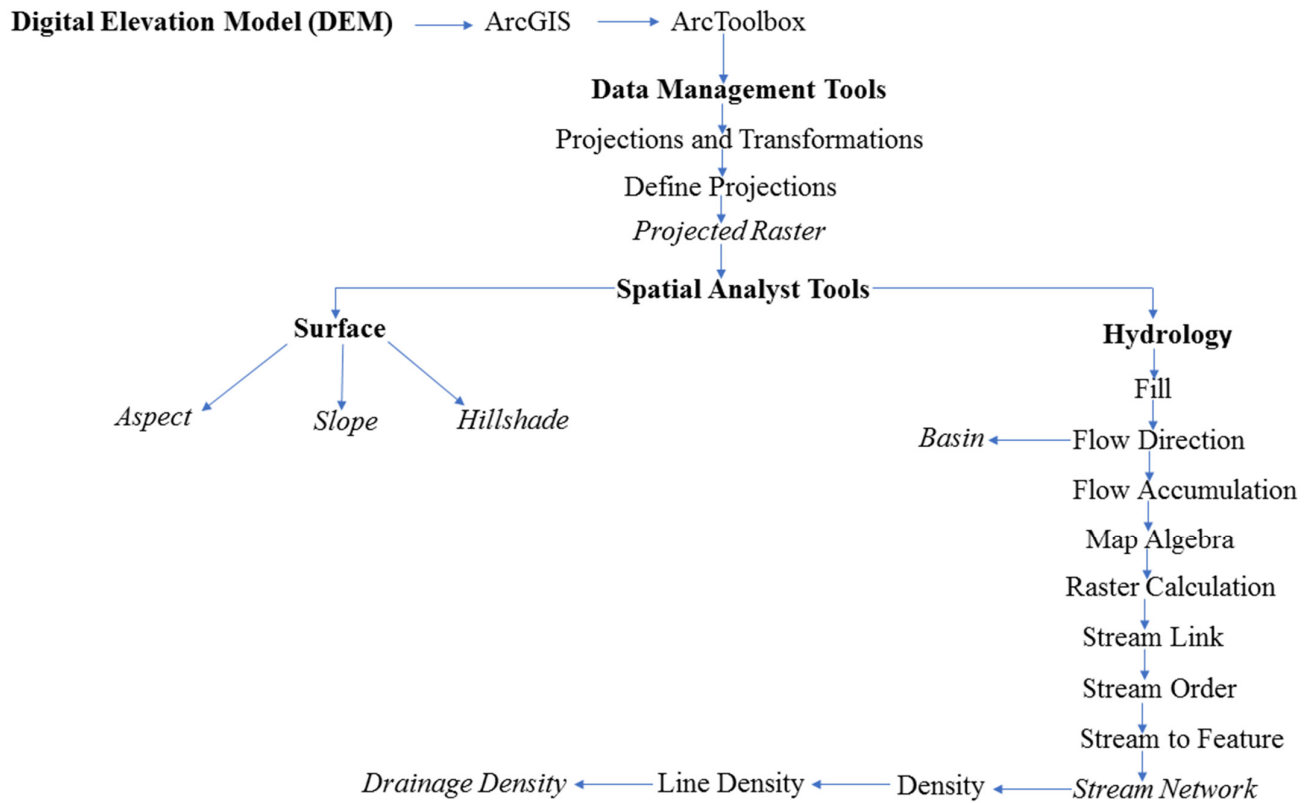 Digital Elevation Model (DEM) ArcGIS ArcToolbox
Data Management Tools
Projections and Transformations
Define Projections
Projected Raster
Spatial Analyst Tools
Surface
Hydrology
Aspect
Slope
Hillshade
Fill
Basin
Flow Direction
Flow Accumulation
Map Algebra
Raster Calculation
Stream Link
Stream Order
Stream to Feature
Drainage Density Line Density Density Stream Network